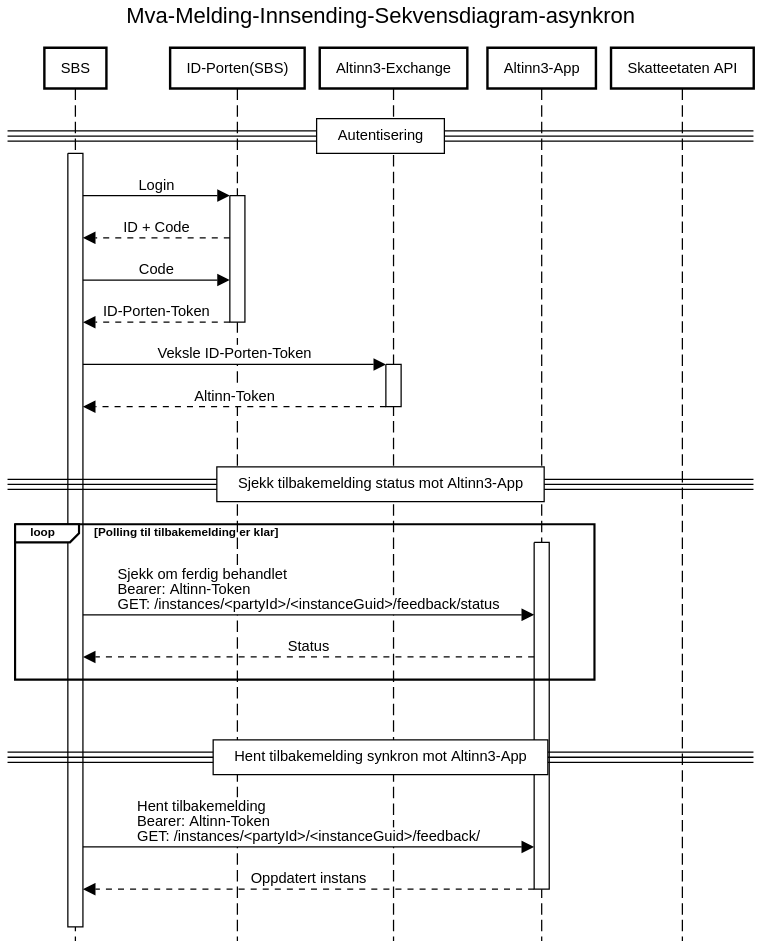 Mva-Melding-Innsending-Sekvensdiagram-asynkron
SBS
ID-Porten(SBS)
Altinn3-Exchange
Altinn3-App
Skatteetaten API
Autentisering
Login
ID + Code
Code
ID-Porten-Token
Veksle ID-Porten-Token
Altinn-Token
Sjekk tilbakemelding status mot Altinn3-App
loop
[Polling til tilbakemelding er klar]
Sjekk om ferdig behandlet
Bearer: Altinn-Token
GET: /instances/<partyId>/<instanceGuid>/feedback/status
Status
Hent tilbakemelding synkron mot Altinn3-App
Hent tilbakemelding
Bearer: Altinn-Token
GET: /instances/<partyId>/<instanceGuid>/feedback/
Oppdatert instans